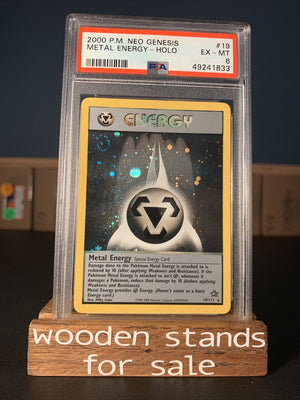 2000 P.M. NEO GENESIS #19
METAL ENERGY - HOLO EX - MT
PSA 6
49241833
ENERGY
Metal Energy Special Energy Card
Damage done to the Pokémon Metal Energy is attached to is
reduced by 10 (after applying Weakness and Resistance). If the
Pokémon Metal Energy is attached to isn't , whenever it
damages a Pokémon, reduce that damage by 10 (before applying
Weakness and Resistance).
Metal Energy provides Energy. (Doesn't count as a basic
Energy card.)
wooden stands
for sale